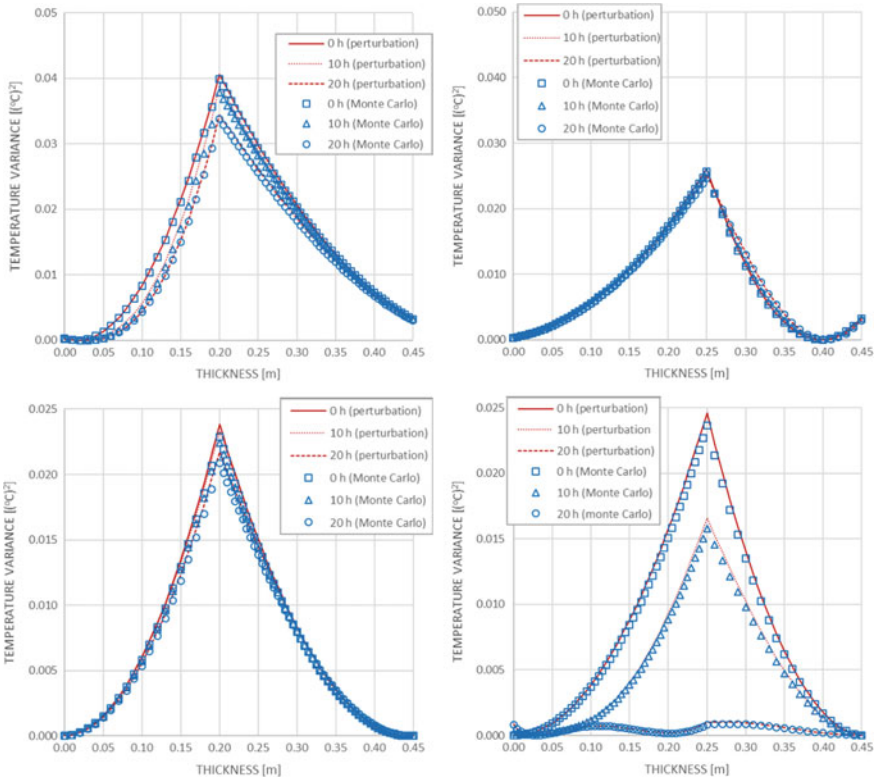 0.05
0.04
0.03
0.02
0.01
0.00
TEMPERATURE VARIANCE [(°C)²]
0 h (perturbation)
10 h (perturbation)
20 h (perturbation)
0 h (Monte Carlo)
10 h (Monte Carlo)
20 h (Monte Carlo)
0.00 0.05 0.10 0.15 0.20 0.25 0.30 0.35 0.40 0.45
THICKNESS [m]
0.050
0.040
0.030
0.020
0.010
0.000
TEMPERATURE VARIANCE [(°C)²]
0 h (perturbation)
10 h (perturbation)
20 h (perturbation)
0 h (Monte Carlo)
10 h (Monte Carlo)
20 h (Monte Carlo)
0.00 0.05 0.10 0.15 0.20 0.25 0.30 0.35 0.40 0.45
THICKNESS [m]
0.025
0.020
0.015
0.010
0.005
0.000
TEMPERATURE VARIANCE [(°C)²]
0 h (perturbation)
10 h (perturbation)
20 h (perturbation)
0 h (Monte Carlo)
10 h (Monte Carlo)
20 h (Monte Carlo)
0.00 0.05 0.10 0.15 0.20 0.25 0.30 0.35 0.40 0.45
THICKNESS [m]
0.025
0.020
0.015
0.010
0.005
0.000
TEMPERATURE VARIANCE [(°C)²]
0 h (perturbation)
10 h (perturbation
20 h (perturbation)
0 h (Monte Carlo)
10 h (Monte Carlo)
20 h (monte Carlo)
0.00 0.05 0.10 0.15 0.20 0.25 0.30 0.35 0.40 0.45
THICKNESS [m]